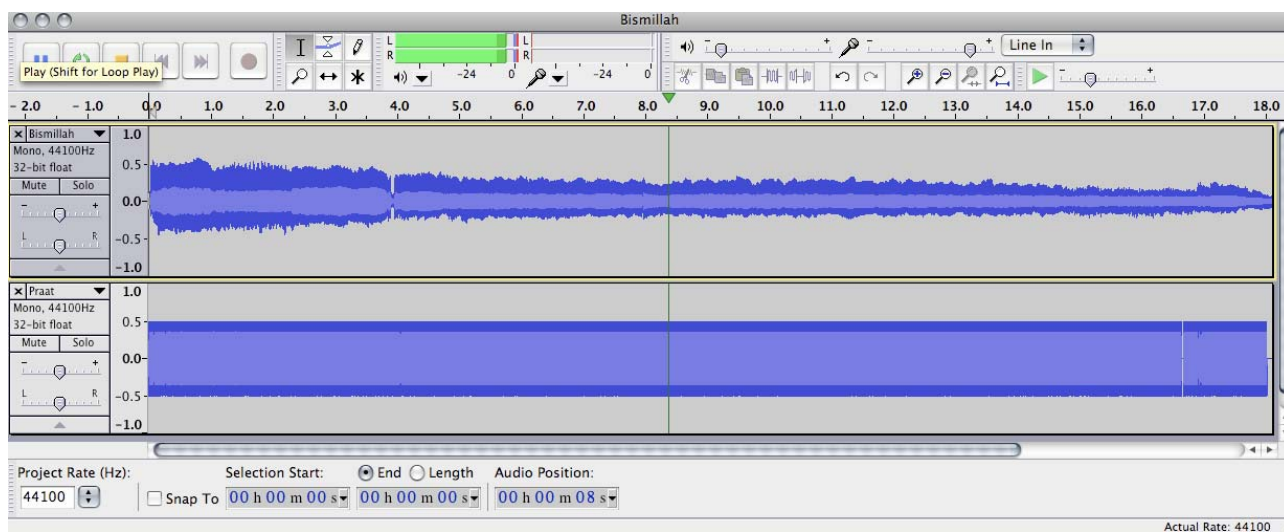 Bismillah
L
R
-24 0
L
R
-24 0
Line In
Play (Shift for Loop Play)
- 2.0 - 1.0 0.0 1.0 2.0 3.0 4.0 5.0 6.0 7.0 8.0 9.0 10.0 11.0 12.0 13.0 14.0 15.0 16.0 17.0 18.0
× Bismillah
Mono, 44100Hz
32-bit float
Mute Solo
- +
L R
1.0
0.5
0.0
-0.5
-1.0
× Praat
Mono, 44100Hz
32-bit float
Mute Solo
- +
L R
1.0
0.5
0.0
-0.5
-1.0
Project Rate (Hz): Selection Start: End Length Audio Position:
44100 Snap To 00 h 00 m 00 s 00 h 00 m 00 s 00 h 00 m 08 s
Actual Rate: 44100